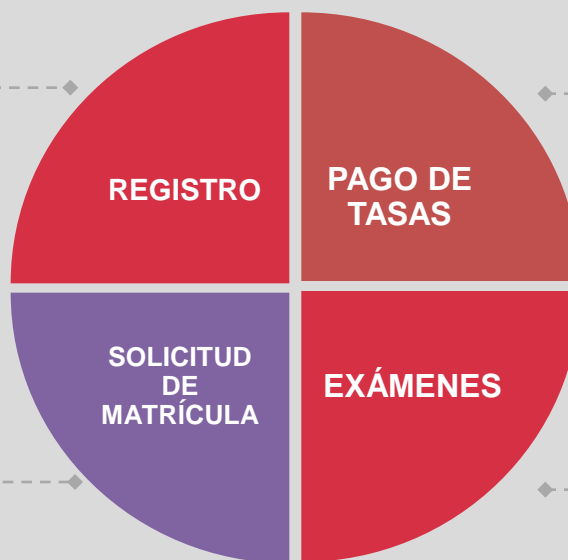 REGISTRO
PAGO DE
TASAS
SOLICITUD
DE
MATRÍCULA
EXÁMENES